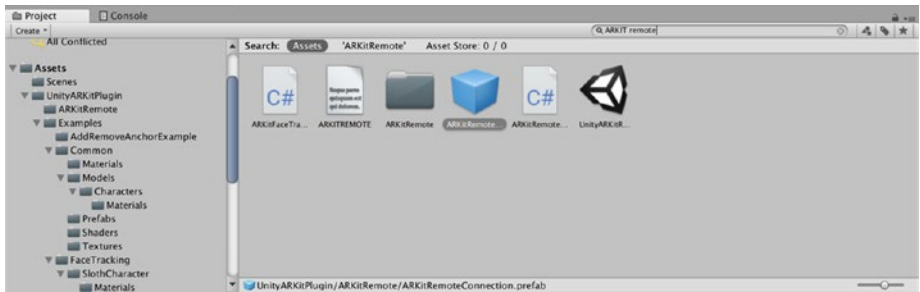 Project
Console
Create
ARKIT remote
All Conflicted
Search: Assets 'ARKitRemote' Asset Store: 0 / 0
Assets
Scenes
UnityARKitPlugin
ARKitRemote
Examples
AddRemoveAnchorExample
Common
Materials
Models
Characters
Materials
Prefabs
Shaders
Textures
FaceTracking
SlothCharacter
Materials
C#
C#
ARKitFaceTra...
ARKITREMOTE
ARKitRemote
ARKitRemote...
ARKitRemote...
UnityARKitR...
UnityARKitPlugin/ARKitRemote/ARKitRemoteConnection.prefab